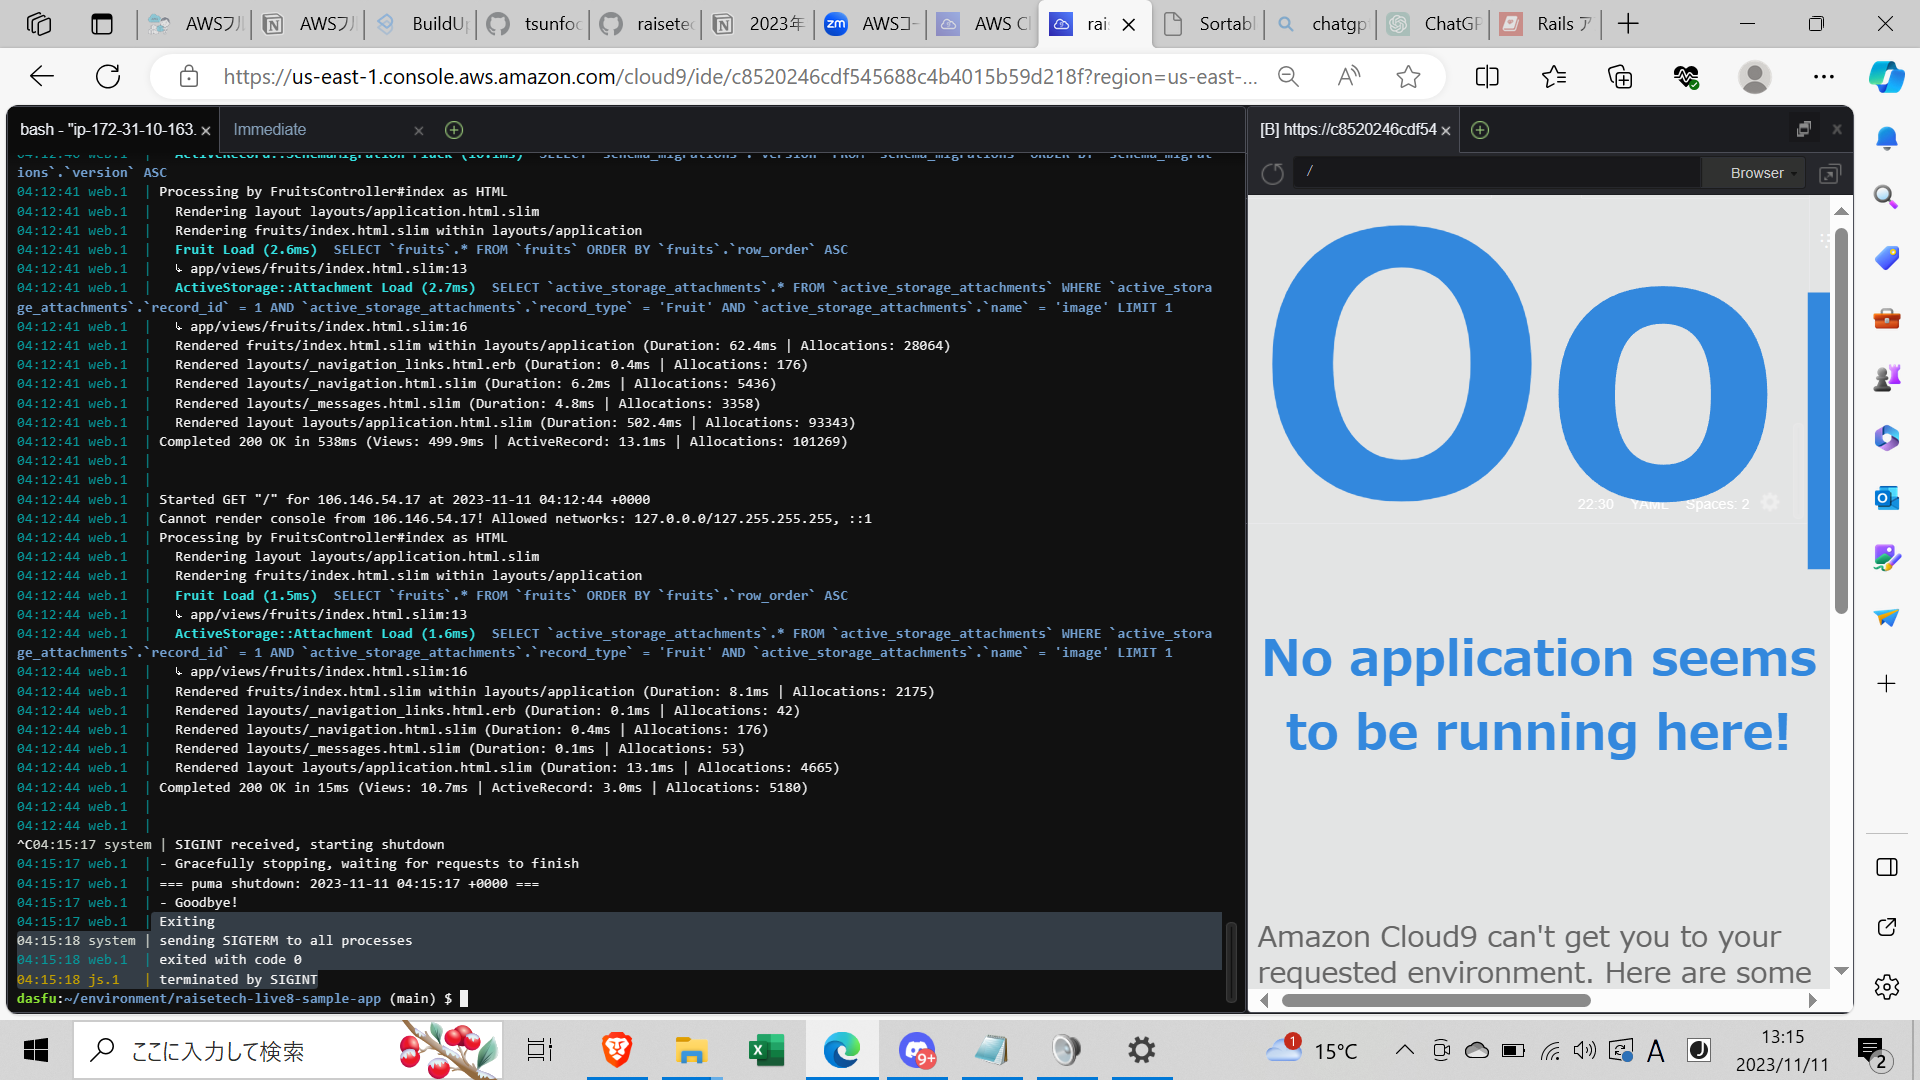 AWSフル
AWSフル
BuildUp
tsunfoo
raisetec
2023年
AWSコー
AWS Cl
rai
Sortabl
chatgp
ChatGP
Rails ア
https://us-east-1.console.aws.amazon.com/cloud9/ide/c8520246cdf545688c4b4015b59d218f?region=us-east-...
bash - "ip-172-31-10-163.
Immediate
[B] https://c8520246cdf54
/
Browser
ions`.`version` ASC
04:12:41 web.1  | Processing by FruitsController#index as HTML
04:12:41 web.1  |   Rendering layout layouts/application.html.slim
04:12:41 web.1  |   Rendering fruits/index.html.slim within layouts/application
04:12:41 web.1  |   Fruit Load (2.6ms)  SELECT `fruits`.* FROM `fruits` ORDER BY `fruits`.`row_order` ASC
04:12:41 web.1  |   ↳ app/views/fruits/index.html.slim:13
04:12:41 web.1  |   ActiveStorage::Attachment Load (2.7ms)  SELECT `active_storage_attachments`.* FROM `active_storage_attachments` WHERE `active_stora
ge_attachments`.`record_id` = 1 AND `active_storage_attachments`.`record_type` = 'Fruit' AND `active_storage_attachments`.`name` = 'image' LIMIT 1
04:12:41 web.1  |   ↳ app/views/fruits/index.html.slim:16
04:12:41 web.1  |   Rendered fruits/index.html.slim within layouts/application (Duration: 62.4ms | Allocations: 28064)
04:12:41 web.1  |   Rendered layouts/_navigation_links.html.erb (Duration: 0.4ms | Allocations: 176)
04:12:41 web.1  |   Rendered layouts/_navigation.html.slim (Duration: 6.2ms | Allocations: 5436)
04:12:41 web.1  |   Rendered layouts/_messages.html.slim (Duration: 4.8ms | Allocations: 3358)
04:12:41 web.1  |   Rendered layout layouts/application.html.slim (Duration: 502.4ms | Allocations: 93343)
04:12:41 web.1  | Completed 200 OK in 538ms (Views: 499.9ms | ActiveRecord: 13.1ms | Allocations: 101269)
04:12:41 web.1  |
04:12:41 web.1  |
04:12:44 web.1  | Started GET "/" for 106.146.54.17 at 2023-11-11 04:12:44 +0000
04:12:44 web.1  | Cannot render console from 106.146.54.17! Allowed networks: 127.0.0.0/127.255.255.255, ::1
04:12:44 web.1  | Processing by FruitsController#index as HTML
04:12:44 web.1  |   Rendering layout layouts/application.html.slim
04:12:44 web.1  |   Rendering fruits/index.html.slim within layouts/application
04:12:44 web.1  |   Fruit Load (1.5ms)  SELECT `fruits`.* FROM `fruits` ORDER BY `fruits`.`row_order` ASC
04:12:44 web.1  |   ↳ app/views/fruits/index.html.slim:13
04:12:44 web.1  |   ActiveStorage::Attachment Load (1.6ms)  SELECT `active_storage_attachments`.* FROM `active_storage_attachments` WHERE `active_stora
ge_attachments`.`record_id` = 1 AND `active_storage_attachments`.`record_type` = 'Fruit' AND `active_storage_attachments`.`name` = 'image' LIMIT 1
04:12:44 web.1  |   ↳ app/views/fruits/index.html.slim:16
04:12:44 web.1  |   Rendered fruits/index.html.slim within layouts/application (Duration: 8.1ms | Allocations: 2175)
04:12:44 web.1  |   Rendered layouts/_navigation_links.html.erb (Duration: 0.1ms | Allocations: 42)
04:12:44 web.1  |   Rendered layouts/_navigation.html.slim (Duration: 0.4ms | Allocations: 176)
04:12:44 web.1  |   Rendered layouts/_messages.html.slim (Duration: 0.1ms | Allocations: 53)
04:12:44 web.1  |   Rendered layout layouts/application.html.slim (Duration: 13.1ms | Allocations: 4665)
04:12:44 web.1  | Completed 200 OK in 15ms (Views: 10.7ms | ActiveRecord: 3.0ms | Allocations: 5180)
04:12:44 web.1  |
04:12:44 web.1  |
^C04:15:17 system | SIGINT received, starting shutdown
04:15:17 web.1  | - Gracefully stopping, waiting for requests to finish
04:15:17 web.1  | === puma shutdown: 2023-11-11 04:15:17 +0000 ===
04:15:17 web.1  | - Goodbye!
04:15:17 web.1  | Exiting
04:15:18 system | sending SIGTERM to all processes
04:15:18 web.1  | exited with code 0
04:15:18 js.1   | terminated by SIGINT
dasfu:~/environment/raisetech-live8-sample-app (main) $
Oo
22:30 YAML Spaces: 2
No application seems
to be running here!
Amazon Cloud9 can't get you to your
requested environment. Here are some
ここに入力して検索
9+
1
15°C
A
13:15
2023/11/11
2